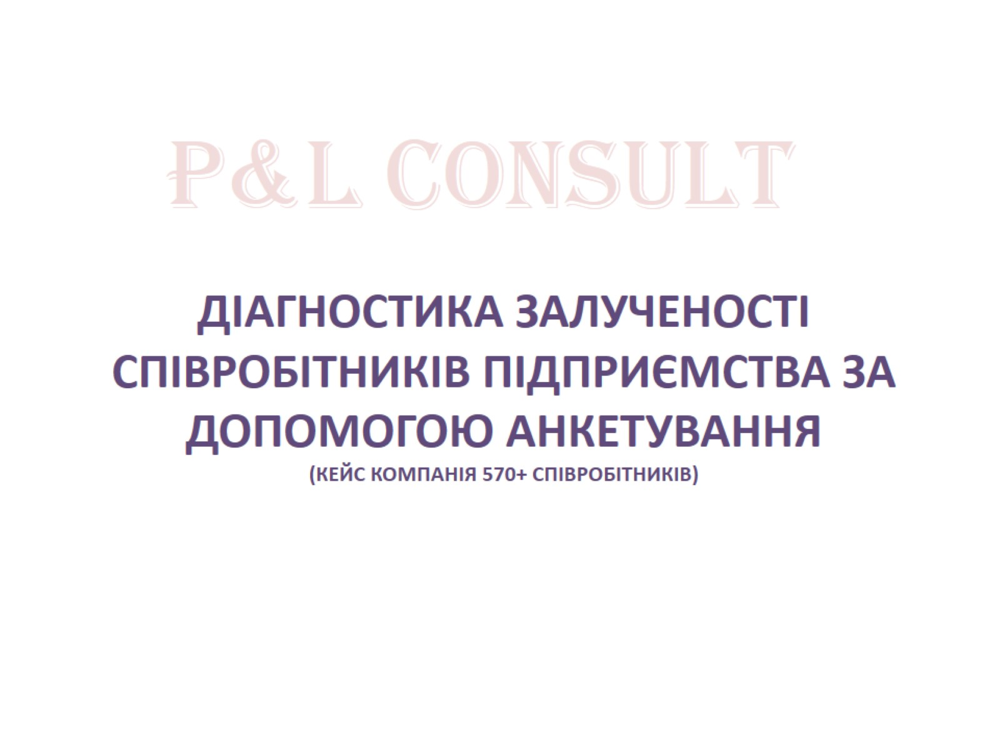 P&L CONSULT
ДІАГНОСТИКА ЗАЛУЧЕНОСТІ
СПІВРОБІТНИКІВ ПІДПРИЄМСТВА ЗА
ДОПОМОГОЮ АНКЕТУВАННЯ
(КЕЙС КОМПАНІЯ 570+ СПІВРОБІТНИКІВ)